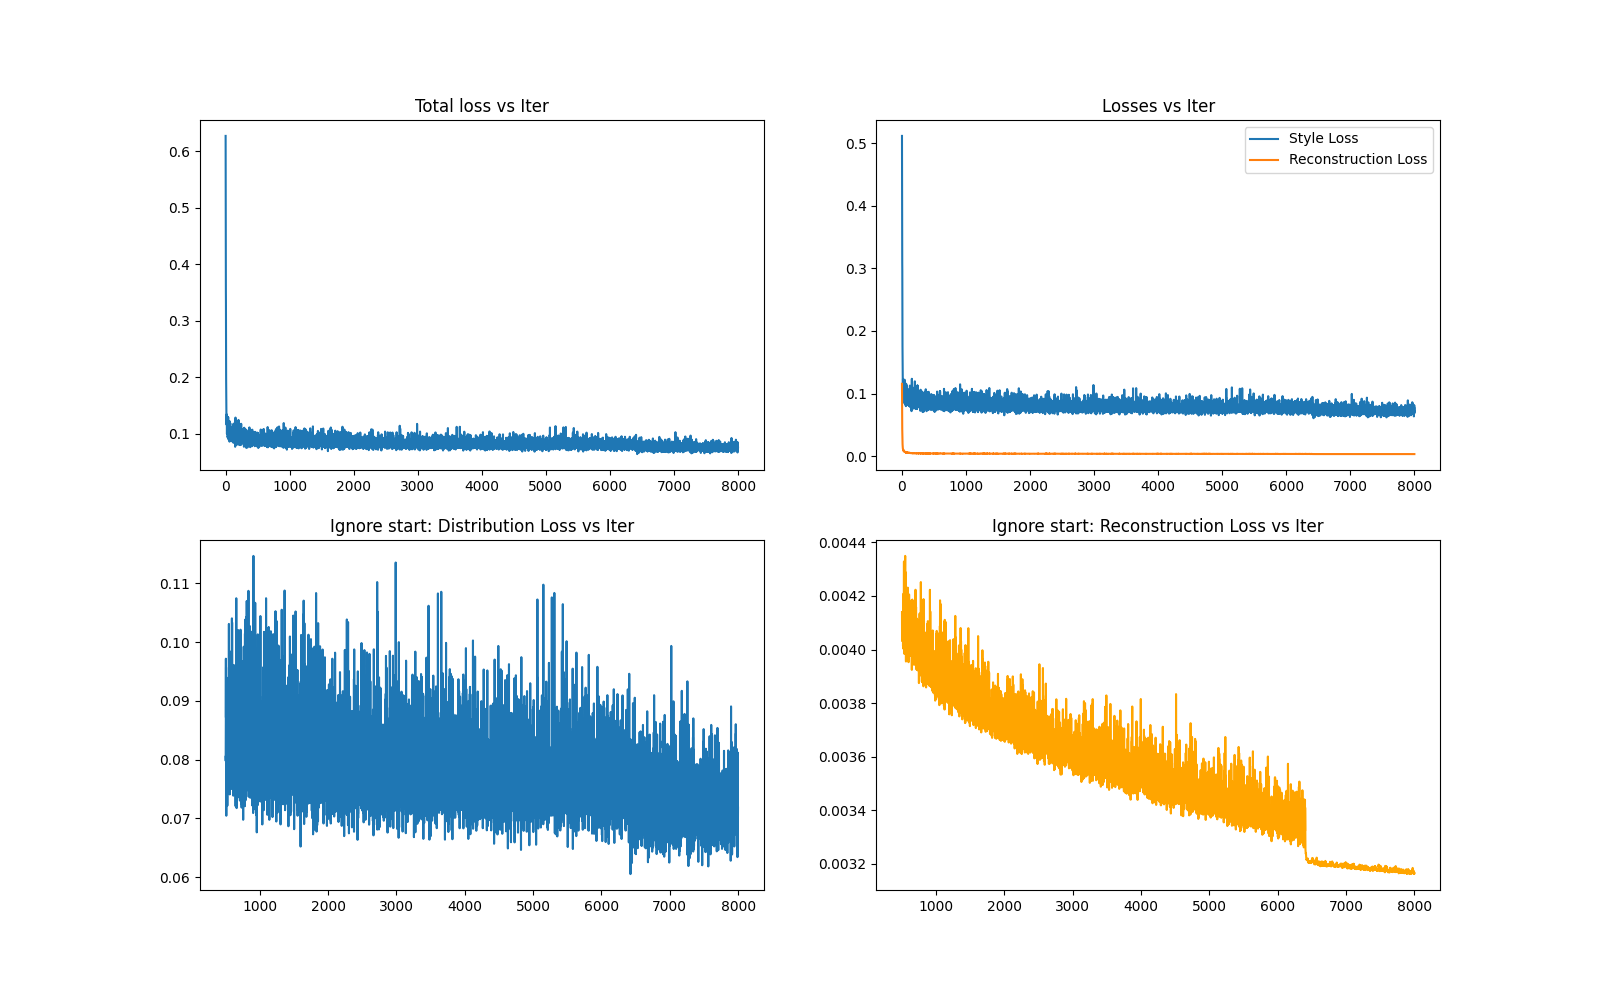 Total loss vs Iter
0.6
0.5
0.4
0.3
0.2
0.1
0 1000 2000 3000 4000 5000 6000 7000 8000
Losses vs Iter
Style Loss
Reconstruction Loss
0.5
0.4
0.3
0.2
0.1
0.0
0 1000 2000 3000 4000 5000 6000 7000 8000
Ignore start: Distribution Loss vs Iter
0.11
0.10
0.09
0.08
0.07
0.06
1000 2000 3000 4000 5000 6000 7000 8000
Ignore start: Reconstruction Loss vs Iter
0.0044
0.0042
0.0040
0.0038
0.0036
0.0034
0.0032
1000 2000 3000 4000 5000 6000 7000 8000